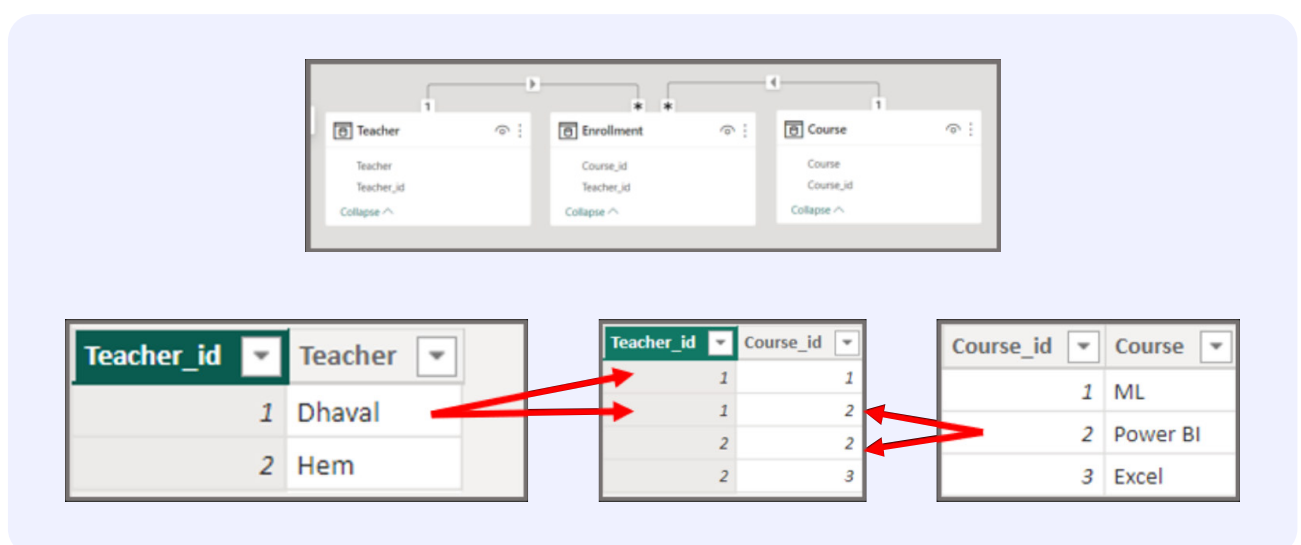 1 * * 1
Teacher
Teacher
Teacher_id
Collapse
Enrollment
Course_id
Teacher_id
Collapse
Course
Course
Course_id
Collapse
Teacher_id Teacher
1 Dhaval
2 Hem
Teacher_id Course_id
1 1
1 2
2 2
2 3
Course_id Course
1 ML
2 Power BI
3 Excel